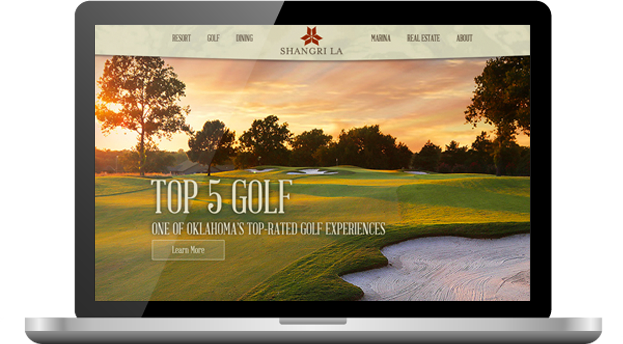 RESORT GOLF DINING
SHANGRI LA
MARINA REAL ESTATE ABOUT
TOP 5 GOLF
ONE OF OKLAHOMA'S TOP-RATED GOLF EXPERIENCES
Learn More